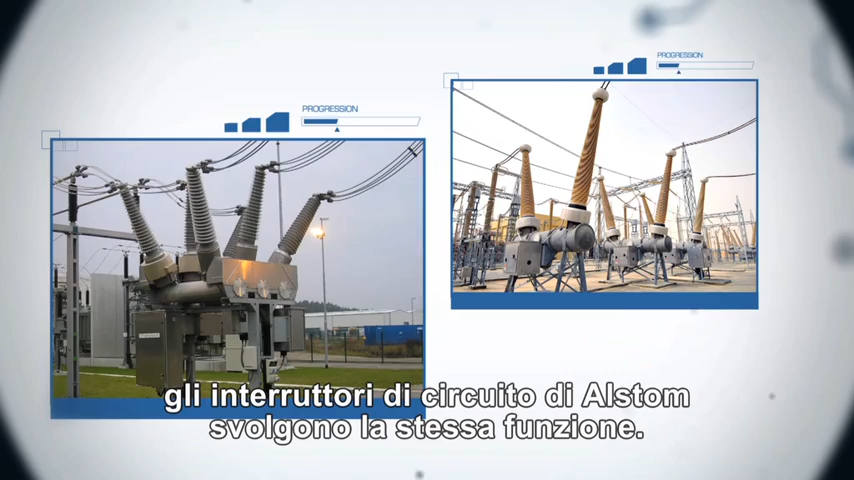 PROGRESSION
PROGRESSION
gli interruttori di circuito di Alstom
svolgono la stessa funzione.